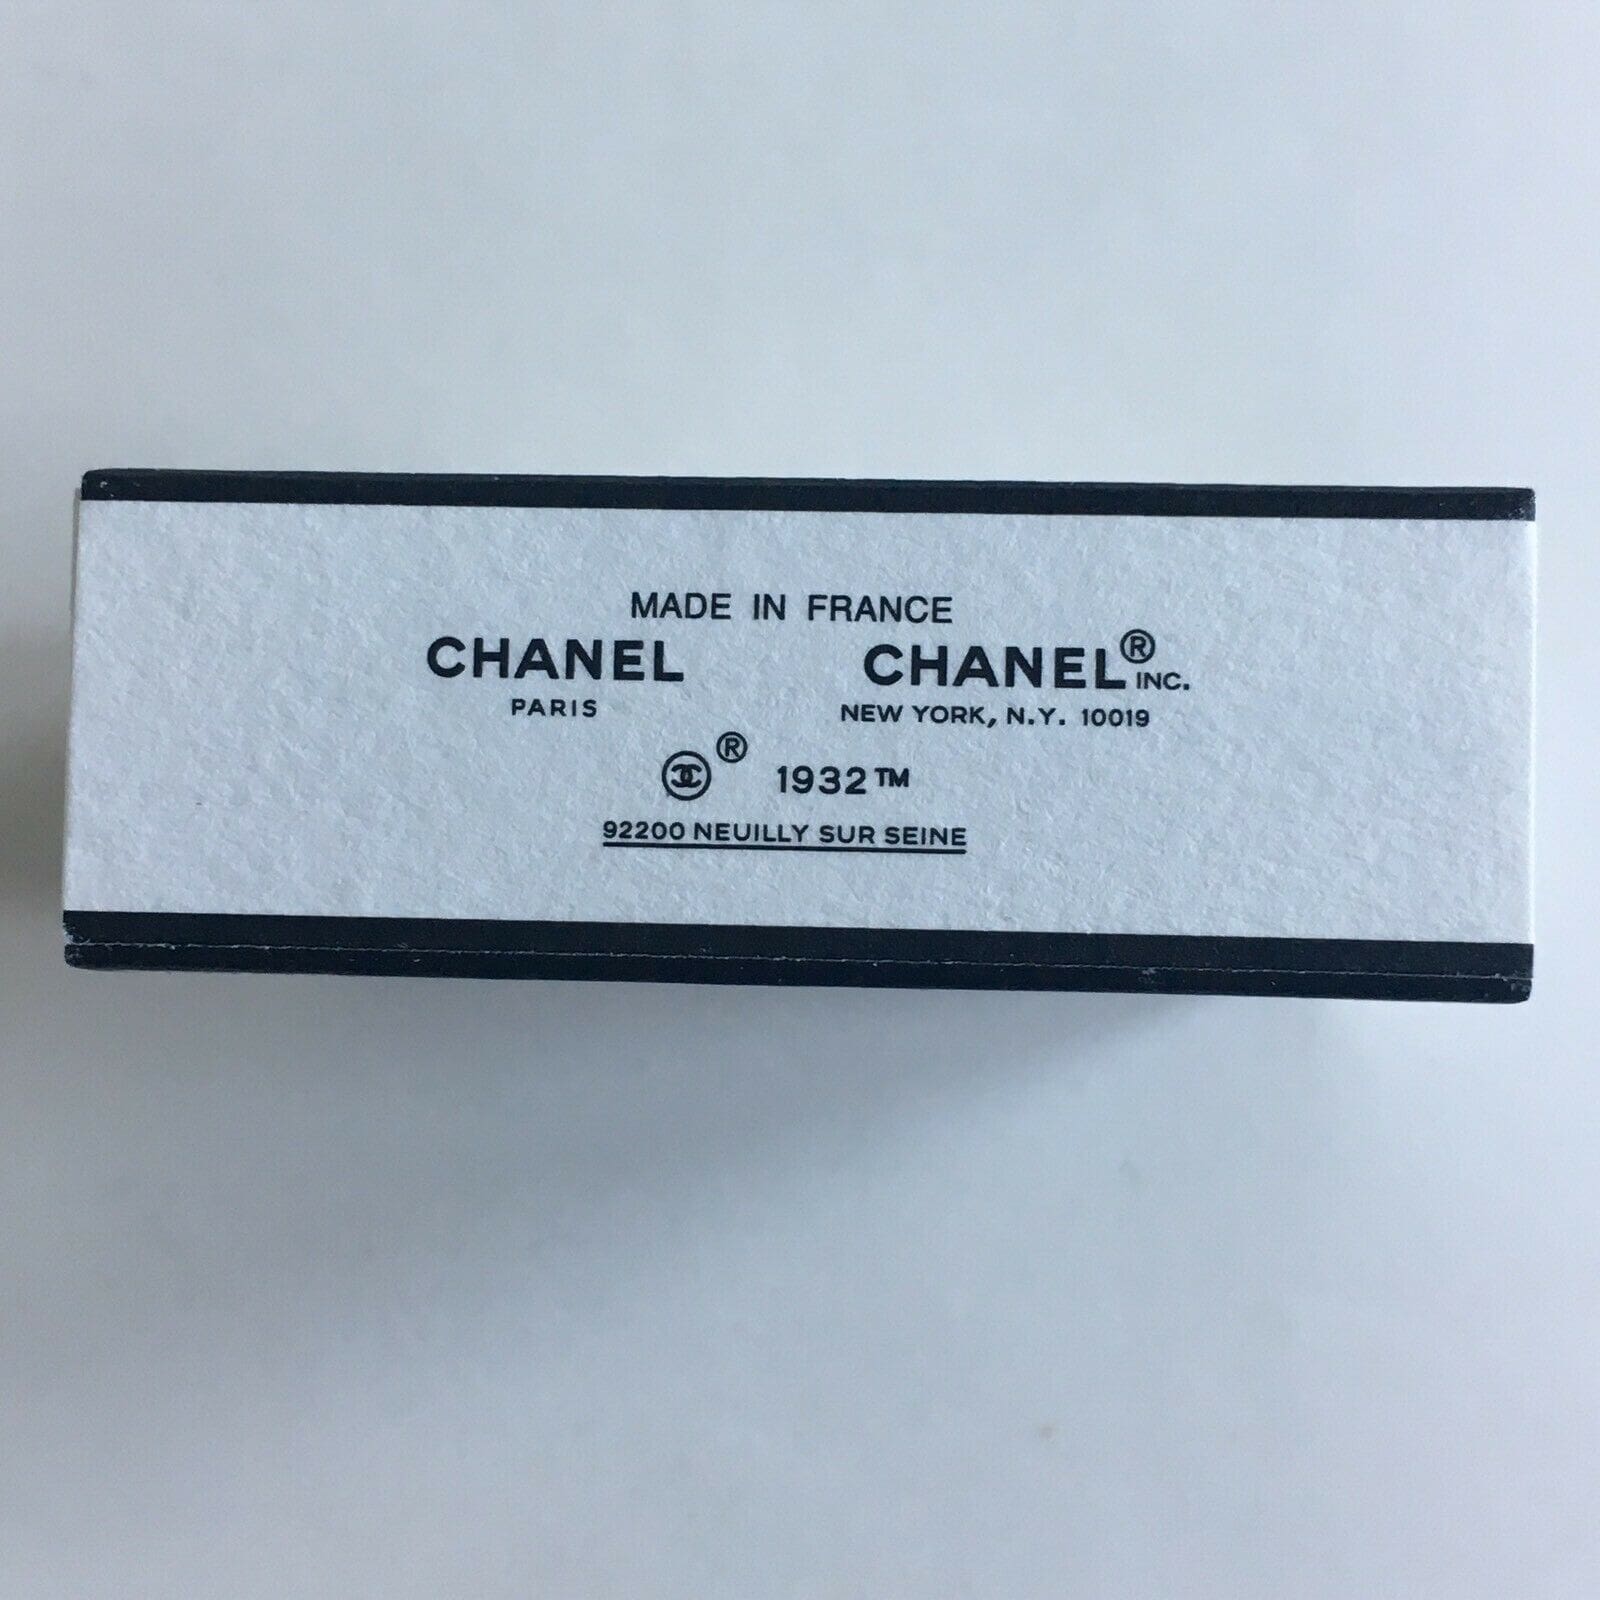 MADE IN FRANCE
CHANEL CHANEL® INC.
PARIS NEW YORK, N.Y. 10019
® 1932™
92200 NEUILLY SUR SEINE